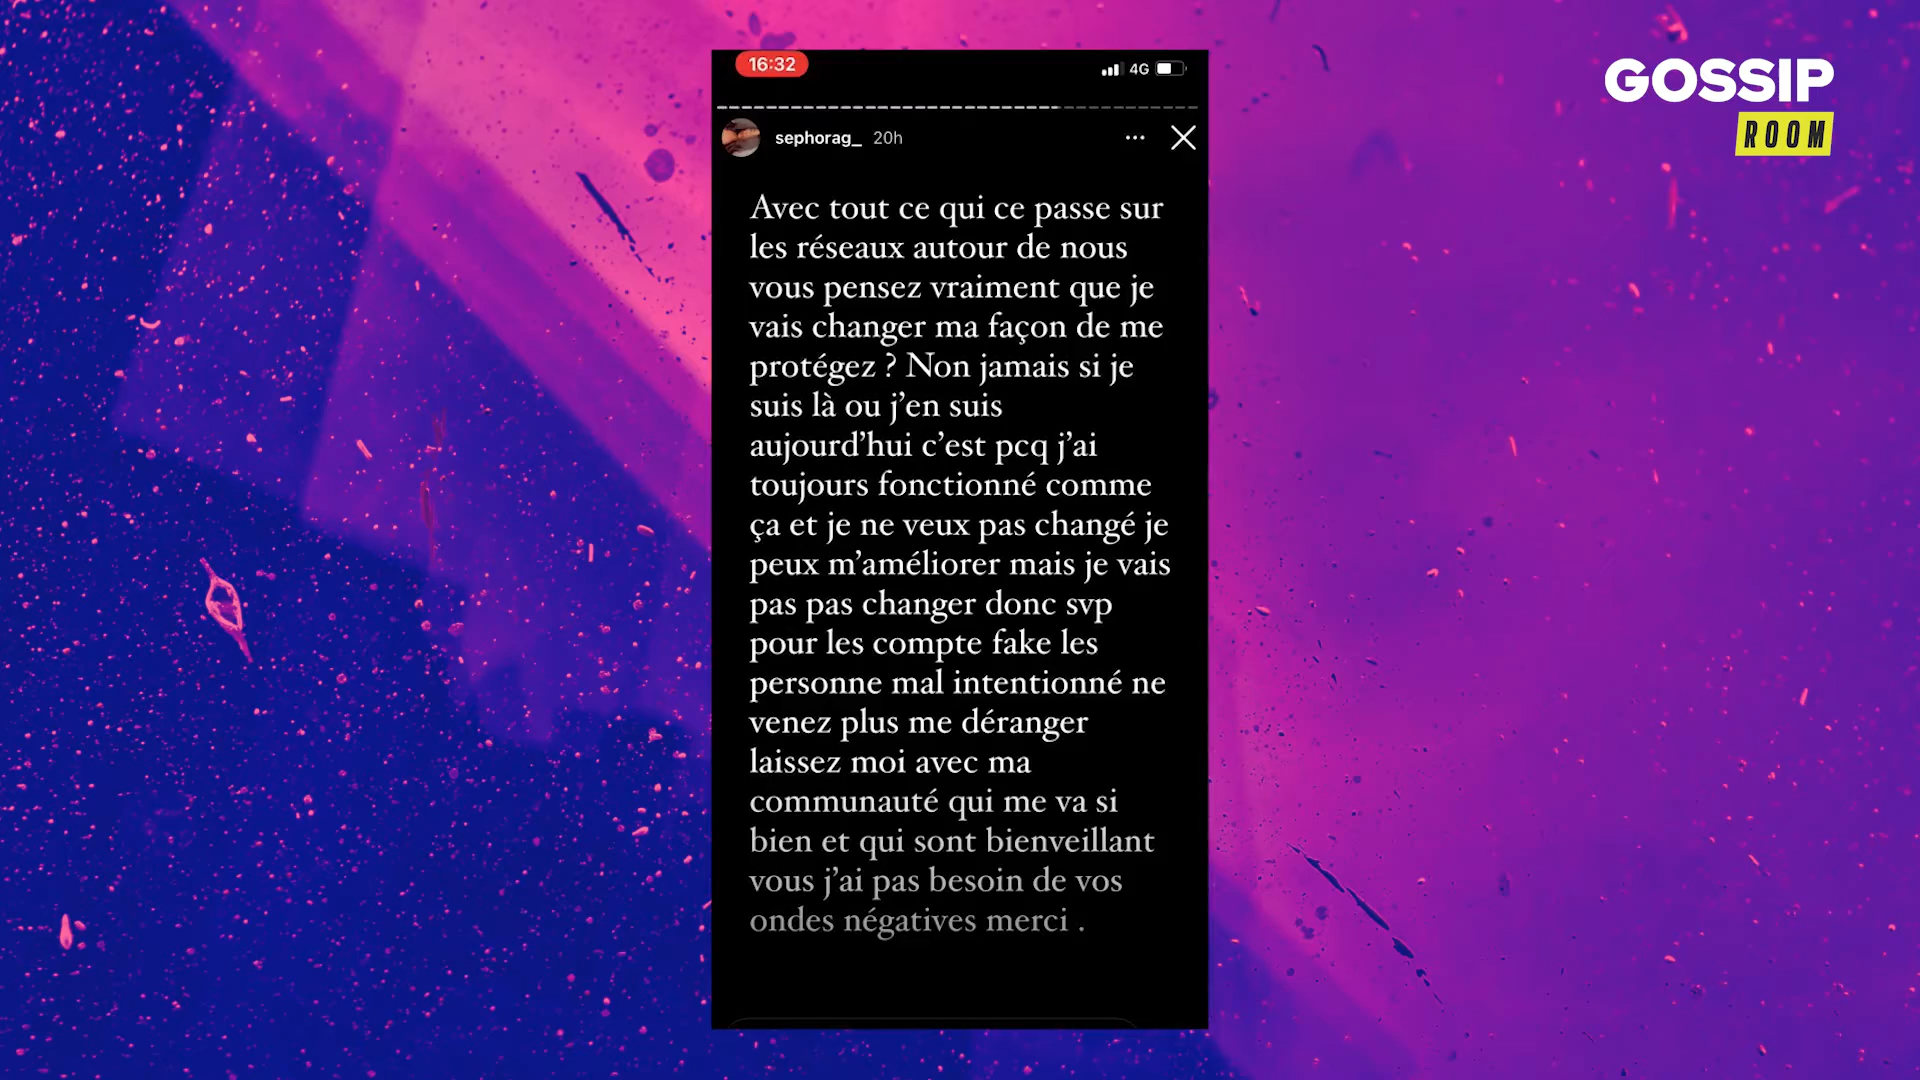 GOSSIP
ROOM
16:32
4G
sephorag_ 20h
Avec tout ce qui ce passe sur
les réseaux autour de nous
vous pensez vraiment que je
vais changer ma façon de me
protégez ? Non jamais si je
suis là ou j’en suis
aujourd’hui c’est pcq j’ai
toujours fonctionné comme
ça et je ne veux pas changé je
peux m’améliorer mais je vais
pas pas changer donc svp
pour les compte fake les
personne mal intentionné ne
venez plus me déranger
laissez moi avec ma
communauté qui me va si
bien et qui sont bienveillant
vous j’ai pas besoin de vos
ondes négatives merci .